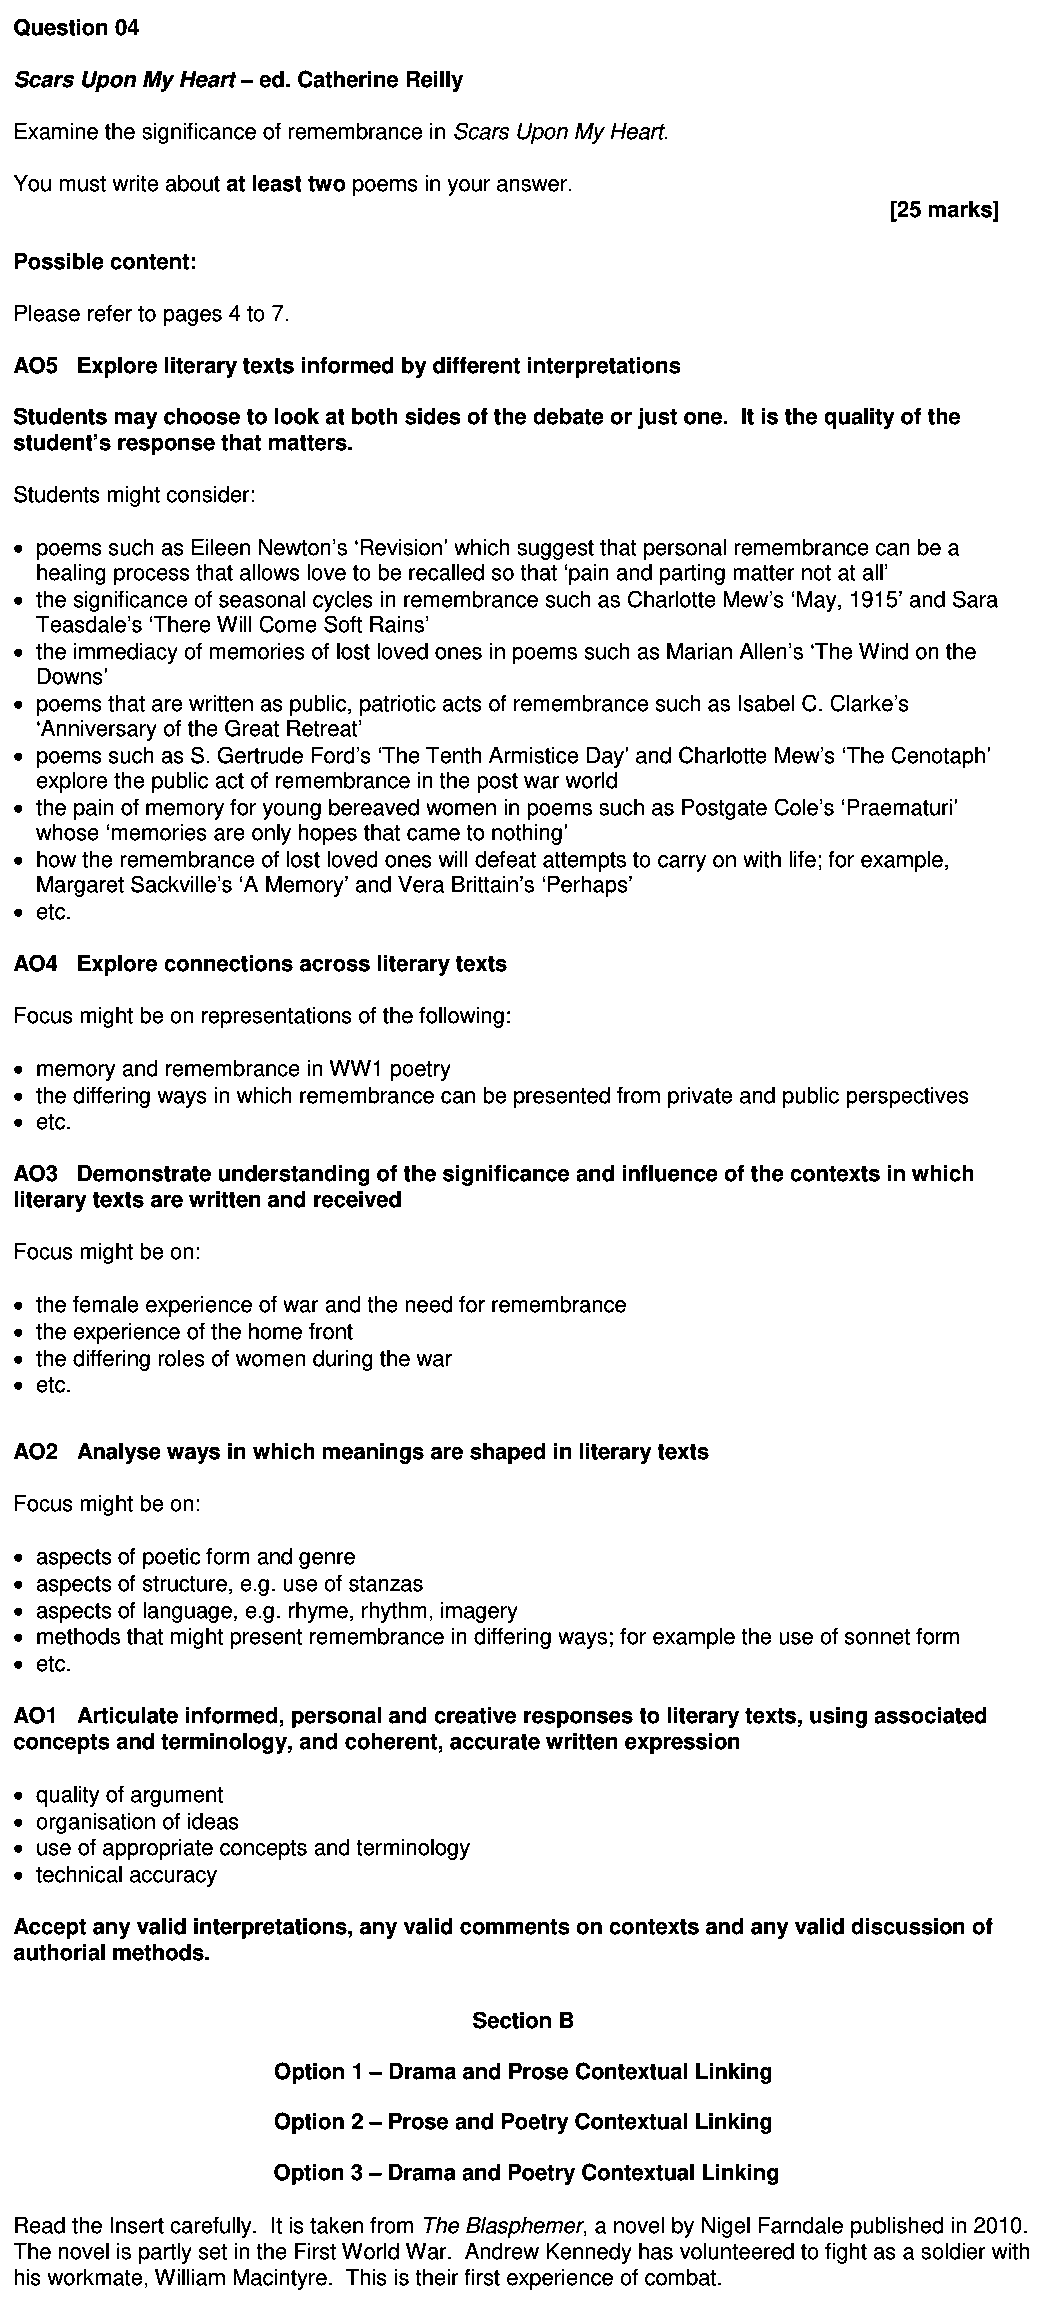 Question 04
Scars Upon My Heart – ed. Catherine Reilly
Examine the significance of remembrance in Scars Upon My Heart.
You must write about at least two poems in your answer.
[25 marks]
Possible content:
Please refer to pages 4 to 7.
AO5 Explore literary texts informed by different interpretations
Students may choose to look at both sides of the debate or just one. It is the quality of the
student's response that matters.
Students might consider:
• poems such as Eileen Newton's 'Revision' which suggest that personal remembrance can be a
healing process that allows love to be recalled so that 'pain and parting matter not at all'
• the significance of seasonal cycles in remembrance such as Charlotte Mew's 'May, 1915' and Sara
Teasdale's 'There Will Come Soft Rains'
• the immediacy of memories of lost loved ones in poems such as Marian Allen's 'The Wind on the
Downs'
• poems that are written as public, patriotic acts of remembrance such as Isabel C. Clarke's
'Anniversary of the Great Retreat'
• poems such as S. Gertrude Ford's 'The Tenth Armistice Day' and Charlotte Mew's 'The Cenotaph'
explore the public act of remembrance in the post war world
• the pain of memory for young bereaved women in poems such as Postgate Cole's 'Praematuri'
whose 'memories are only hopes that came to nothing'
• how the remembrance of lost loved ones will defeat attempts to carry on with life; for example,
Margaret Sackville's 'A Memory' and Vera Brittain's 'Perhaps'
• etc.
AO4 Explore connections across literary texts
Focus might be on representations of the following:
• memory and remembrance in WW1 poetry
• the differing ways in which remembrance can be presented from private and public perspectives
• etc.
AO3 Demonstrate understanding of the significance and influence of the contexts in which
literary texts are written and received
Focus might be on:
• the female experience of war and the need for remembrance
• the experience of the home front
• the differing roles of women during the war
• etc.
AO2 Analyse ways in which meanings are shaped in literary texts
Focus might be on:
• aspects of poetic form and genre
• aspects of structure, e.g. use of stanzas
• aspects of language, e.g. rhyme, rhythm, imagery
• methods that might present remembrance in differing ways; for example the use of sonnet form
• etc.
AO1 Articulate informed, personal and creative responses to literary texts, using associated
concepts and terminology, and coherent, accurate written expression
• quality of argument
• organisation of ideas
• use of appropriate concepts and terminology
• technical accuracy
Accept any valid interpretations, any valid comments on contexts and any valid discussion of
authorial methods.
Section B
Option 1 – Drama and Prose Contextual Linking
Option 2 – Prose and Poetry Contextual Linking
Option 3 – Drama and Poetry Contextual Linking
Read the Insert carefully. It is taken from The Blasphemer, a novel by Nigel Farndale published in 2010.
The novel is partly set in the First World War. Andrew Kennedy has volunteered to fight as a soldier with
his workmate, William Macintyre. This is their first experience of combat.